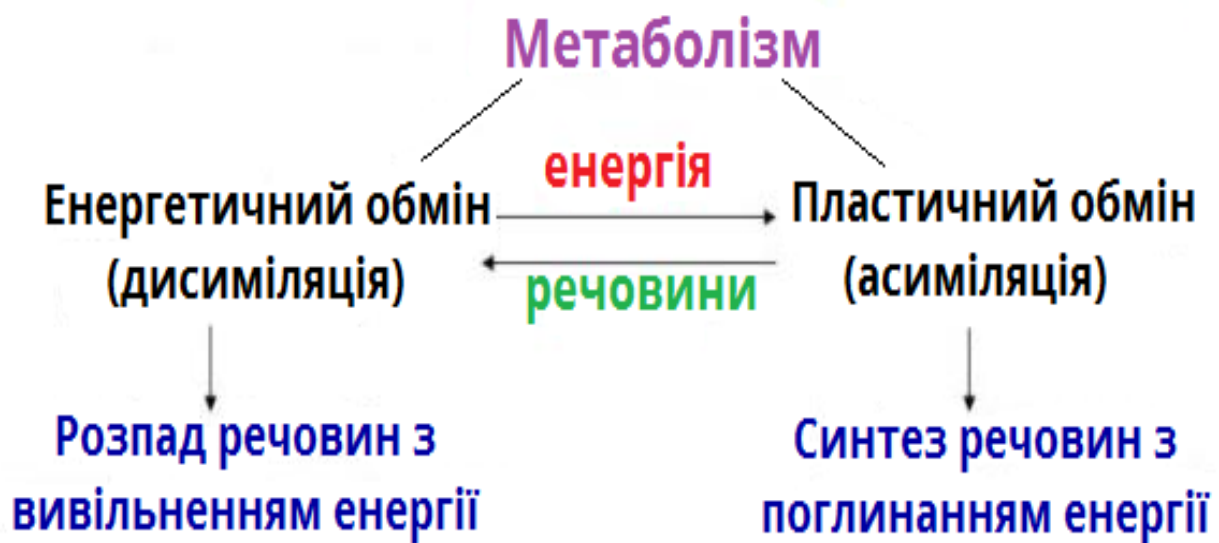 Метаболізм
енергія
Енергетичний обмін
Пластичний обмін
(дисиміляція)
речовини
(асиміляція)
Розпад речовин з
вивільненням енергії
Синтез речовин з
поглинанням енергії